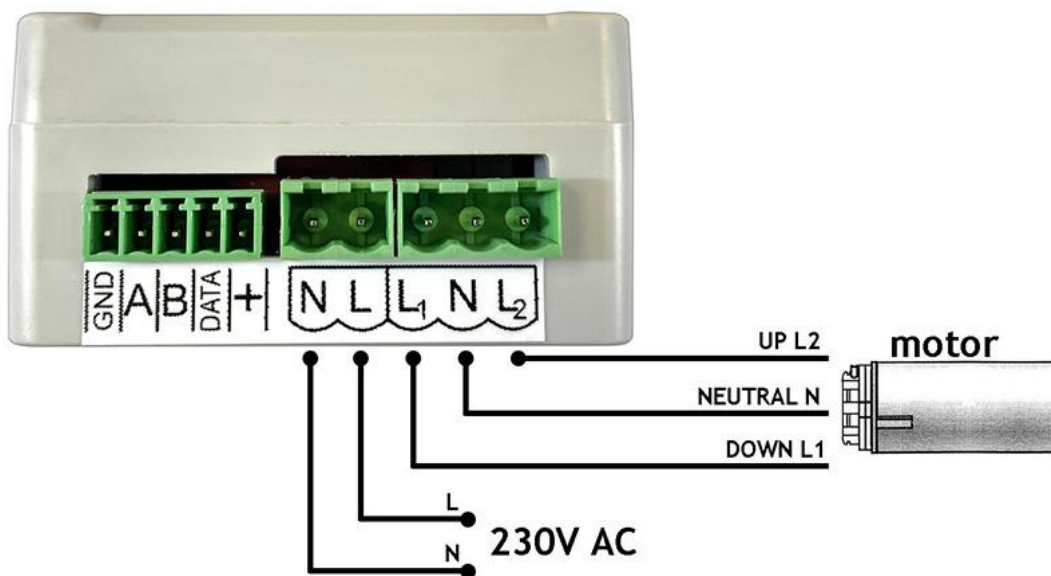 GND A B DATA + N L L1 N L2
UP L2
motor
NEUTRAL N
DOWN L1
L
230V AC
N